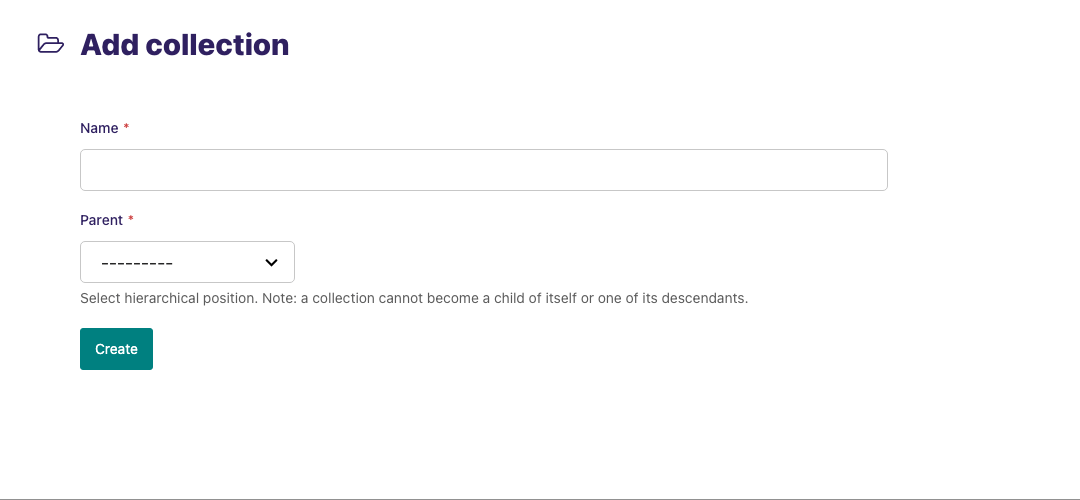 Add collection
Name *
Parent *
---------
Select hierarchical position. Note: a collection cannot become a child of itself or one of its descendants.
Create